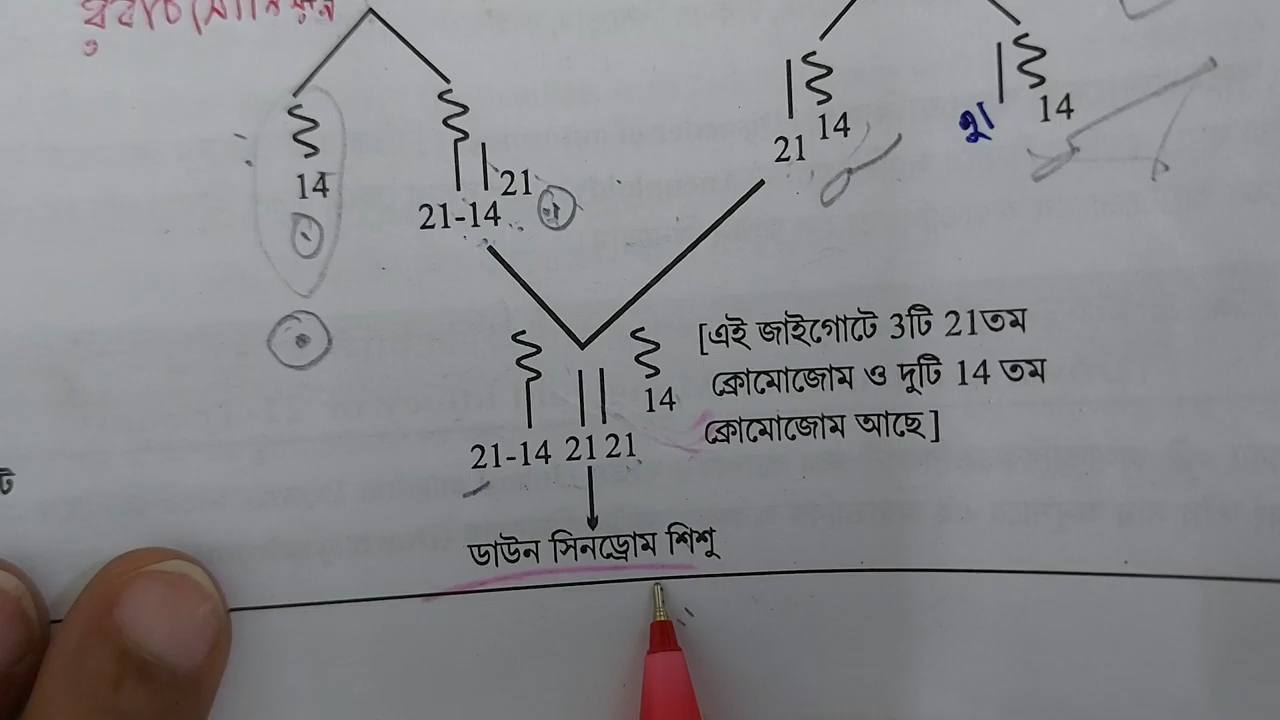 14
21
21-14
21
14
21
14
[এই জাইগোটে 3টি 21তম
ক্রোমোজোম ও দুটি 14 তম
ক্রোমোজোম আছে]
14
21-14 21 21
ডাউন সিনড্রোম শিশু